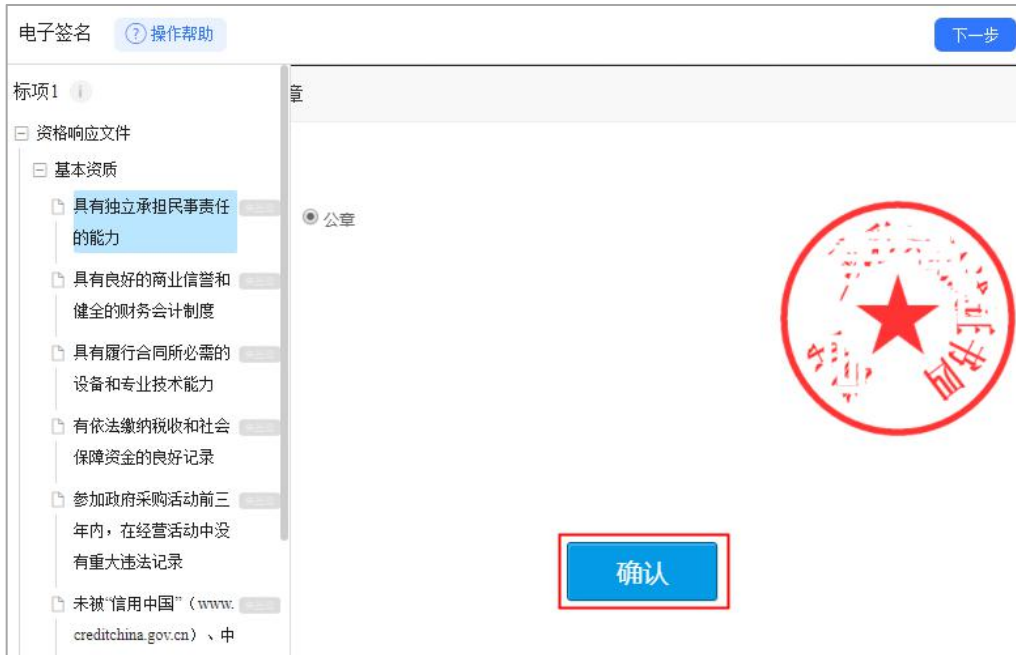 电子签名
操作帮助
下一步
标项1
章
资格响应文件
基本资质
具有独立承担民事责任
的能力
公章
具有良好的商业信誉和
健全的财务会计制度
具有履行合同所必需的
设备和专业技术能力
有依法缴纳税收和社会
保障资金的良好记录
参加政府采购活动前三
年内，在经营活动中没
有重大违法记录
未被“信用中国”（www.
creditchina.gov.cn）、中
证书四
确认